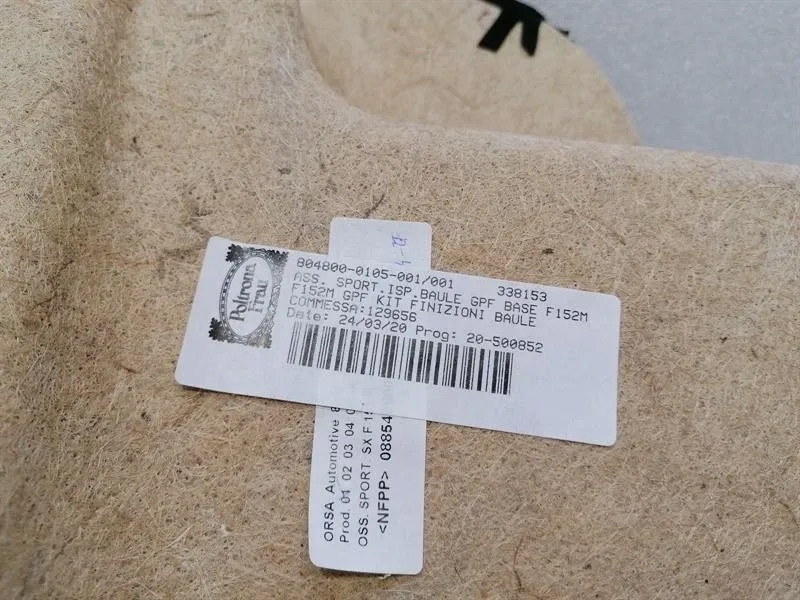 Poltrona
Frau
804800-0105-001/001 338153
ASS. SPORT.ISP.BAULE GPF BASE F152M
F152M GPF KIT FINIZIONI BAULE
COMMESSA:129656
Date: 24/03/20 Prog: 20-500852
ORSA Automotive
Prod. 01 02 03 04
OSS. SPORT SX F
<NFPP> 08854